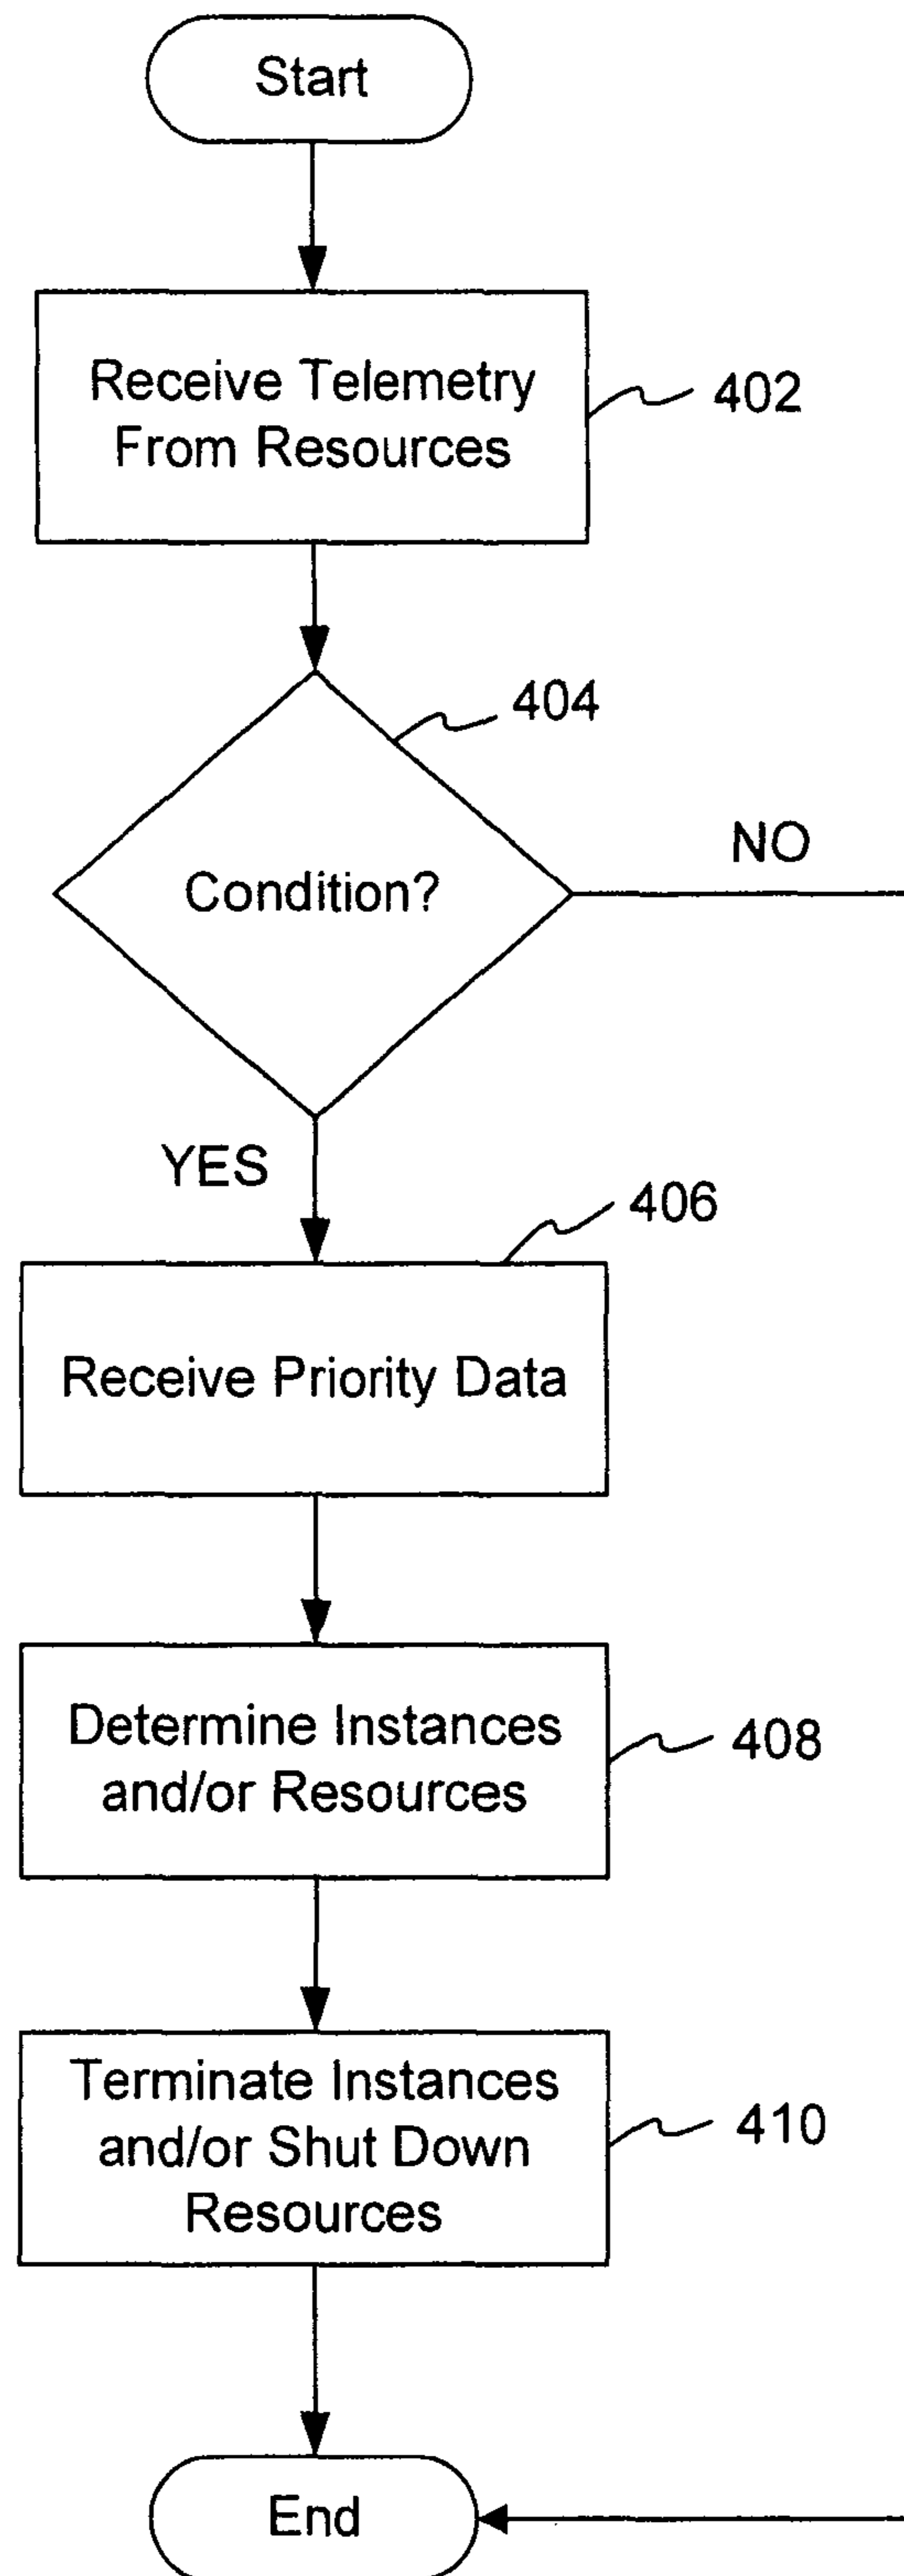 Start
Receive Telemetry
From Resources
402
404
Condition?
NO
YES
406
Receive Priority Data
Determine Instances
and/or Resources
408
Terminate Instances
and/or Shut Down
Resources
410
End